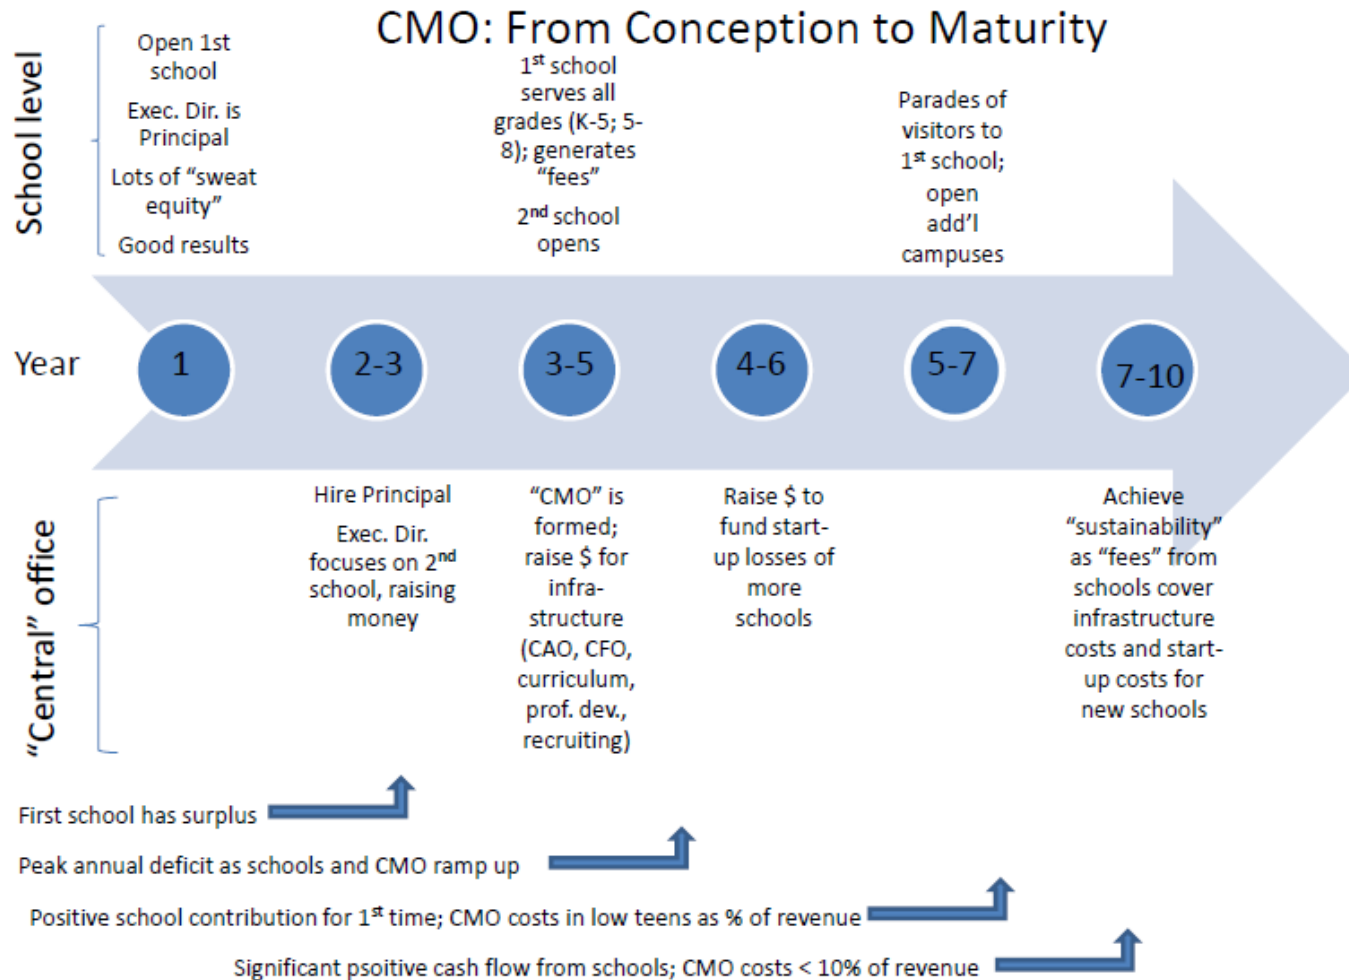 CMO: From Conception to Maturity
School level
Open 1st
school
Exec. Dir. is
Principal
Lots of “sweat
equity”
Good results
1st school
serves all
grades (K-5; 5-
8); generates
“fees”
2nd school
opens
Parades of
visitors to
1st school;
open
add’l
campuses
Year
1
2-3
3-5
4-6
5-7
7-10
“Central” office
Hire Principal
Exec. Dir.
focuses on 2nd
school, raising
money
“CMO” is
formed;
raise $ for
infra-
structure
(CAO, CFO,
curriculum,
prof. dev.,
recruiting)
Raise $ to
fund start-
up losses of
more
schools
Achieve
“sustainability”
as “fees” from
schools cover
infrastructure
costs and start-
up costs for
new schools
First school has surplus
Peak annual deficit as schools and CMO ramp up
Positive school contribution for 1st time; CMO costs in low teens as % of revenue
Significant psoitive cash flow from schools; CMO costs < 10% of revenue